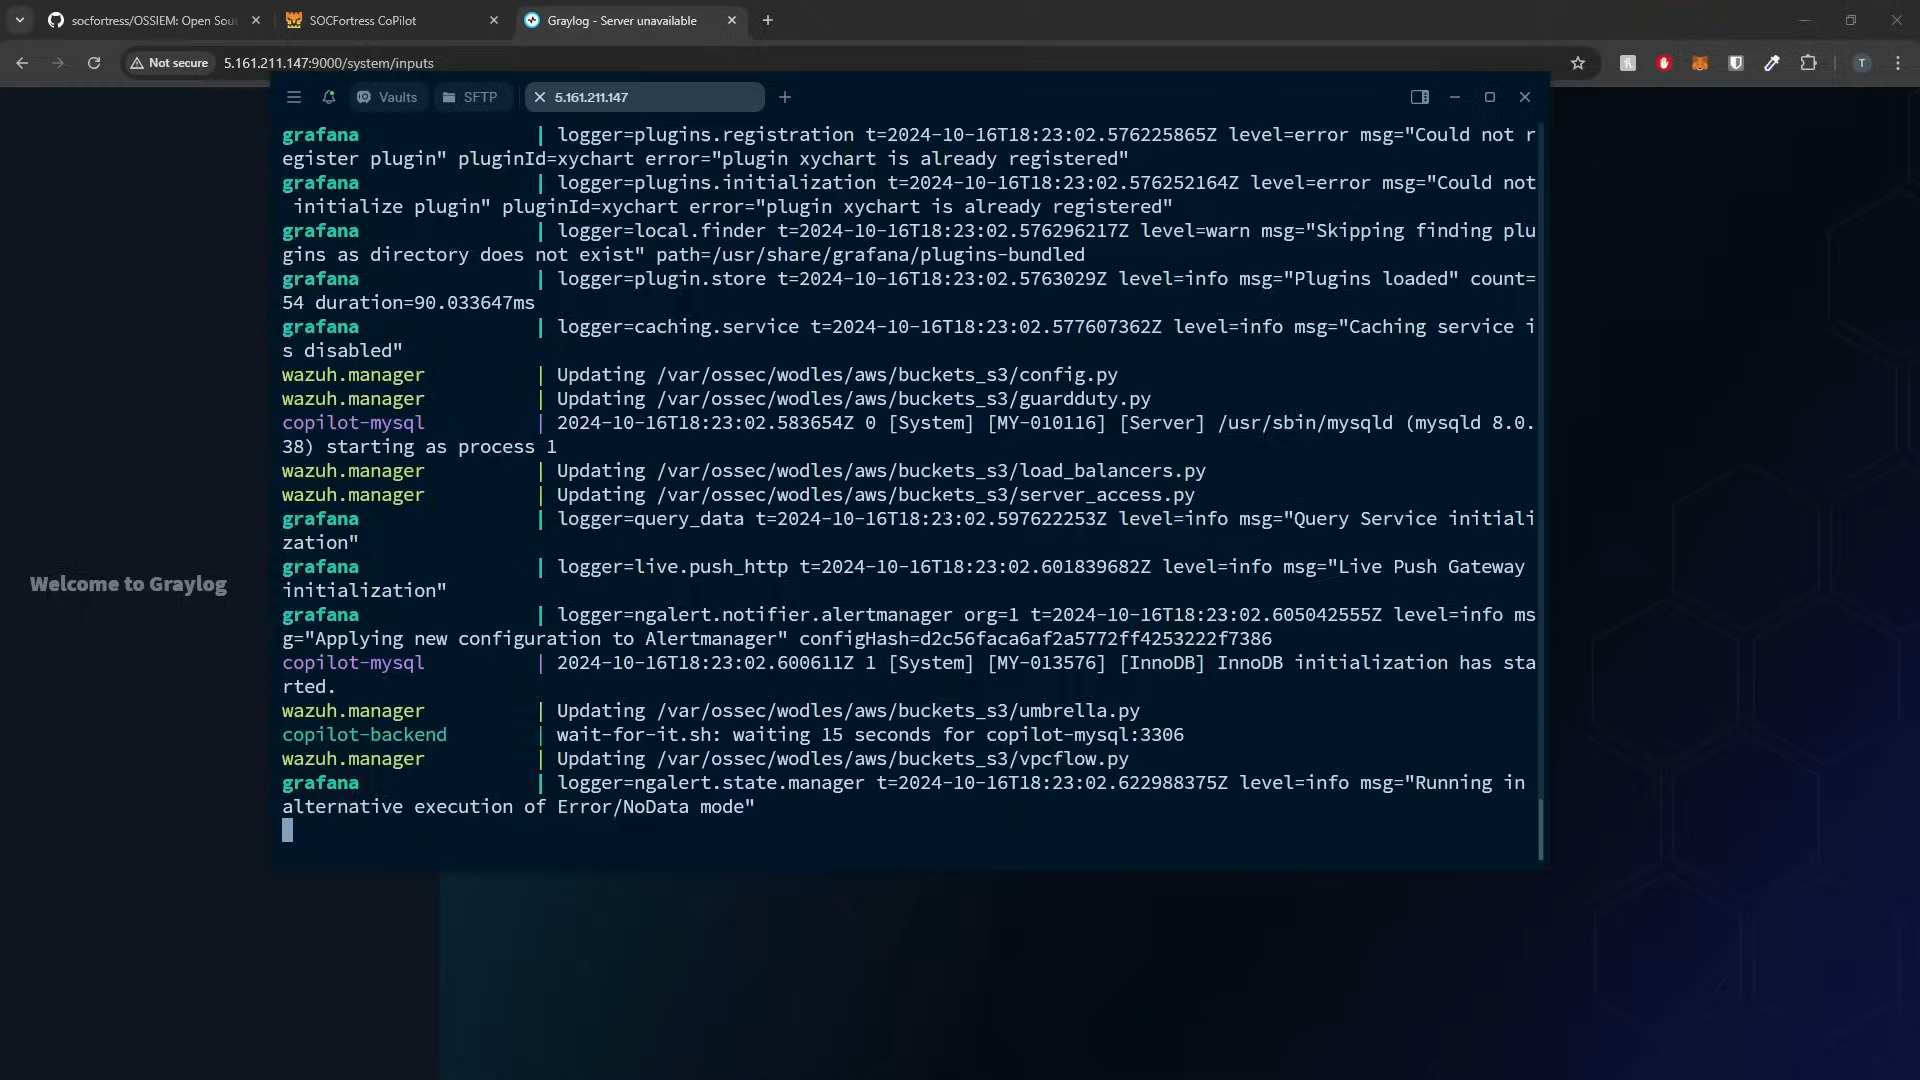 socfortress/OSSIEM: Open Sou
SOCFortress CoPilot
Graylog - Server unavailable
Not secure
5.161.211.147:9000/system/inputs
T
Vaults
SFTP
5.161.211.147
grafana | logger=plugins.registration t=2024-10-16T18:23:02.576225865Z level=error msg="Could not r
egister plugin" pluginId=xychart error="plugin xychart is already registered"
grafana | logger=plugins.initialization t=2024-10-16T18:23:02.576252164Z level=error msg="Could not
initialize plugin" pluginId=xychart error="plugin xychart is already registered"
grafana | logger=local.finder t=2024-10-16T18:23:02.576296217Z level=warn msg="Skipping finding plu
gins as directory does not exist" path=/usr/share/grafana/plugins-bundled
grafana | logger=plugin.store t=2024-10-16T18:23:02.5763029Z level=info msg="Plugins loaded" count=
54 duration=90.033647ms
grafana | logger=caching.service t=2024-10-16T18:23:02.577607362Z level=info msg="Caching service i
s disabled"
wazuh.manager | Updating /var/ossec/wodles/aws/buckets_s3/config.py
wazuh.manager | Updating /var/ossec/wodles/aws/buckets_s3/guardduty.py
copilot-mysql | 2024-10-16T18:23:02.583654Z 0 [System] [MY-010116] [Server] /usr/sbin/mysqld (mysqld 8.0.
38) starting as process 1
wazuh.manager | Updating /var/ossec/wodles/aws/buckets_s3/load_balancers.py
wazuh.manager | Updating /var/ossec/wodles/aws/buckets_s3/server_access.py
grafana | logger=query_data t=2024-10-16T18:23:02.597622253Z level=info msg="Query Service initiali
zation"
grafana | logger=live.push_http t=2024-10-16T18:23:02.601839682Z level=info msg="Live Push Gateway
initialization"
grafana | logger=ngalert.notifier.alertmanager org=1 t=2024-10-16T18:23:02.605042555Z level=info ms
g="Applying new configuration to Alertmanager" configHash=d2c56faca6af2a5772ff4253222f7386
copilot-mysql | 2024-10-16T18:23:02.600611Z 1 [System] [MY-013576] [InnoDB] InnoDB initialization has sta
rted.
wazuh.manager | Updating /var/ossec/wodles/aws/buckets_s3/umbrella.py
copilot-backend | wait-for-it.sh: waiting 15 seconds for copilot-mysql:3306
wazuh.manager | Updating /var/ossec/wodles/aws/buckets_s3/vpcflow.py
grafana | logger=ngalert.state.manager t=2024-10-16T18:23:02.622988375Z level=info msg="Running in
alternative execution of Error/NoData mode"
Welcome to Graylog